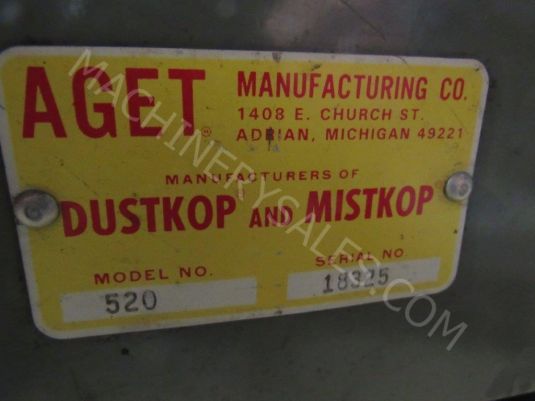 AGET®
MANUFACTURING CO.
1408 E. CHURCH ST.
ADRIAN, MICHIGAN 49221
MANUFACTURERS OF
DUSTKOP® AND MISTKOP
MODEL NO.
520
SERIAL NO
18325
MACHINERYSALES.COM